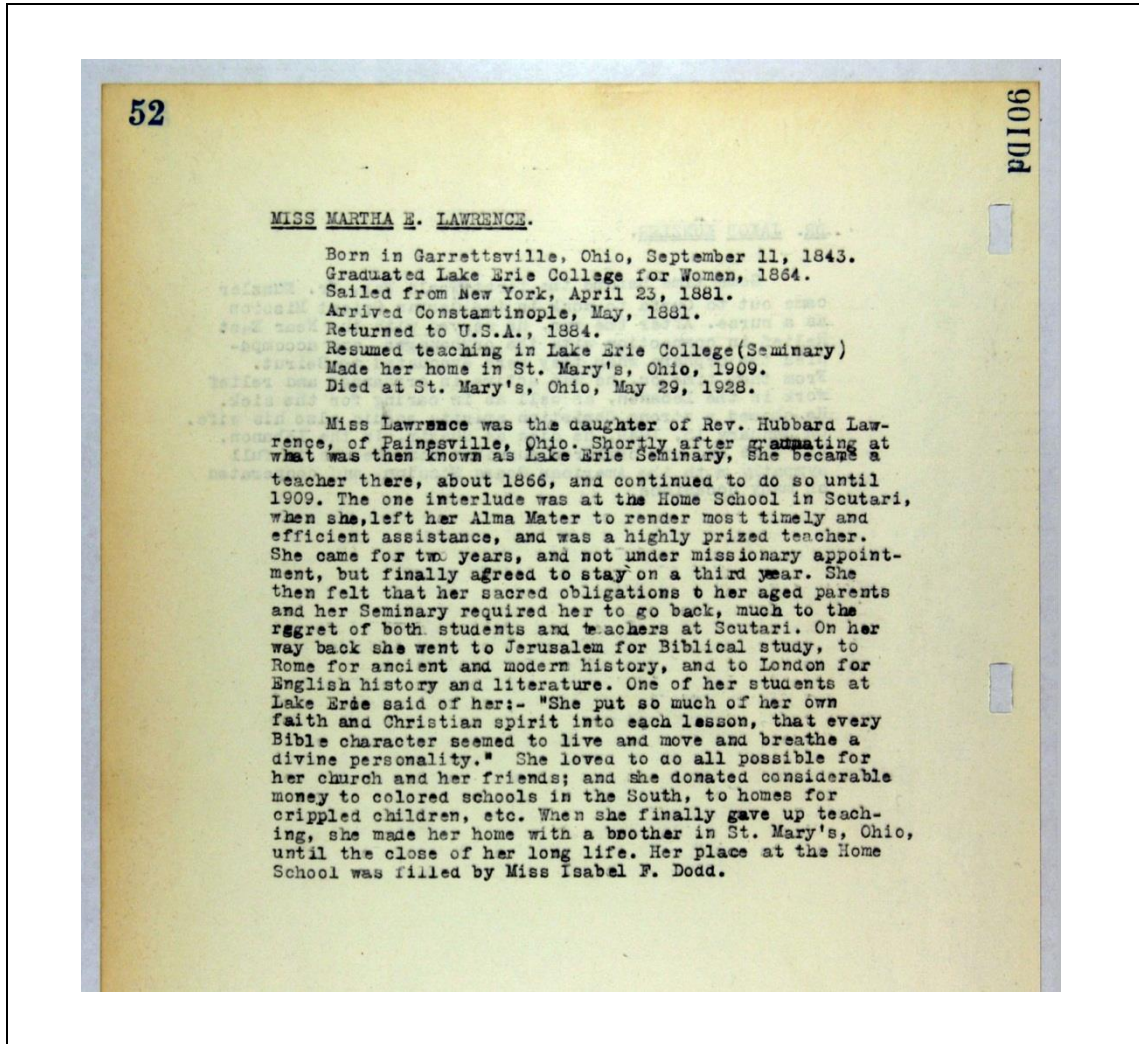 52
901Dd
MISS MARTHA E. LAWRENCE.
Born in Garrettsville, Ohio, September 11, 1843.
Graduated Lake Erie College for Women, 1864.
Sailed from New York, April 23, 1881.
Arrived Constantinople, May, 1881.
Returned to U.S.A., 1884.
Resumed teaching in Lake Erie College(Seminary)
Made her home in St. Mary's, Ohio, 1909.
Died at St. Mary's, Ohio, May 29, 1928.
Miss Lawrence was the daughter of Rev. Hubbard Law-
rence, of Painesville, Ohio. Shortly after graduating at
what was then known as Lake Erie Seminary, she became a
teacher there, about 1866, and continued to do so until
1909. The one interlude was at the Home School in Scutari,
when she,left her Alma Mater to render most timely and
efficient assistance, and was a highly prized teacher.
She came for two years, and not under missionary appoint-
ment, but finally agreed to stay on a third year. She
then felt that her sacred obligations to her aged parents
and her Seminary required her to go back, much to the
rggret of both students and teachers at Scutari. On her
way back she went to Jerusalem for Biblical study, to
Rome for ancient and modern history, and to London for
English history and literature. One of her students at
Lake Erie said of her:- "She put so much of her own
faith and Christian spirit into each lesson, that every
Bible character seemed to live and move and breathe a
divine personality." She loved to do all possible for
her church and her friends; and she donated considerable
money to colored schools in the South, to homes for
crippled children, etc. When she finally gave up teach-
ing, she made her home with a brother in St. Mary's, Ohio,
until the close of her long life. Her place at the Home
School was filled by Miss Isabel F. Dodd.